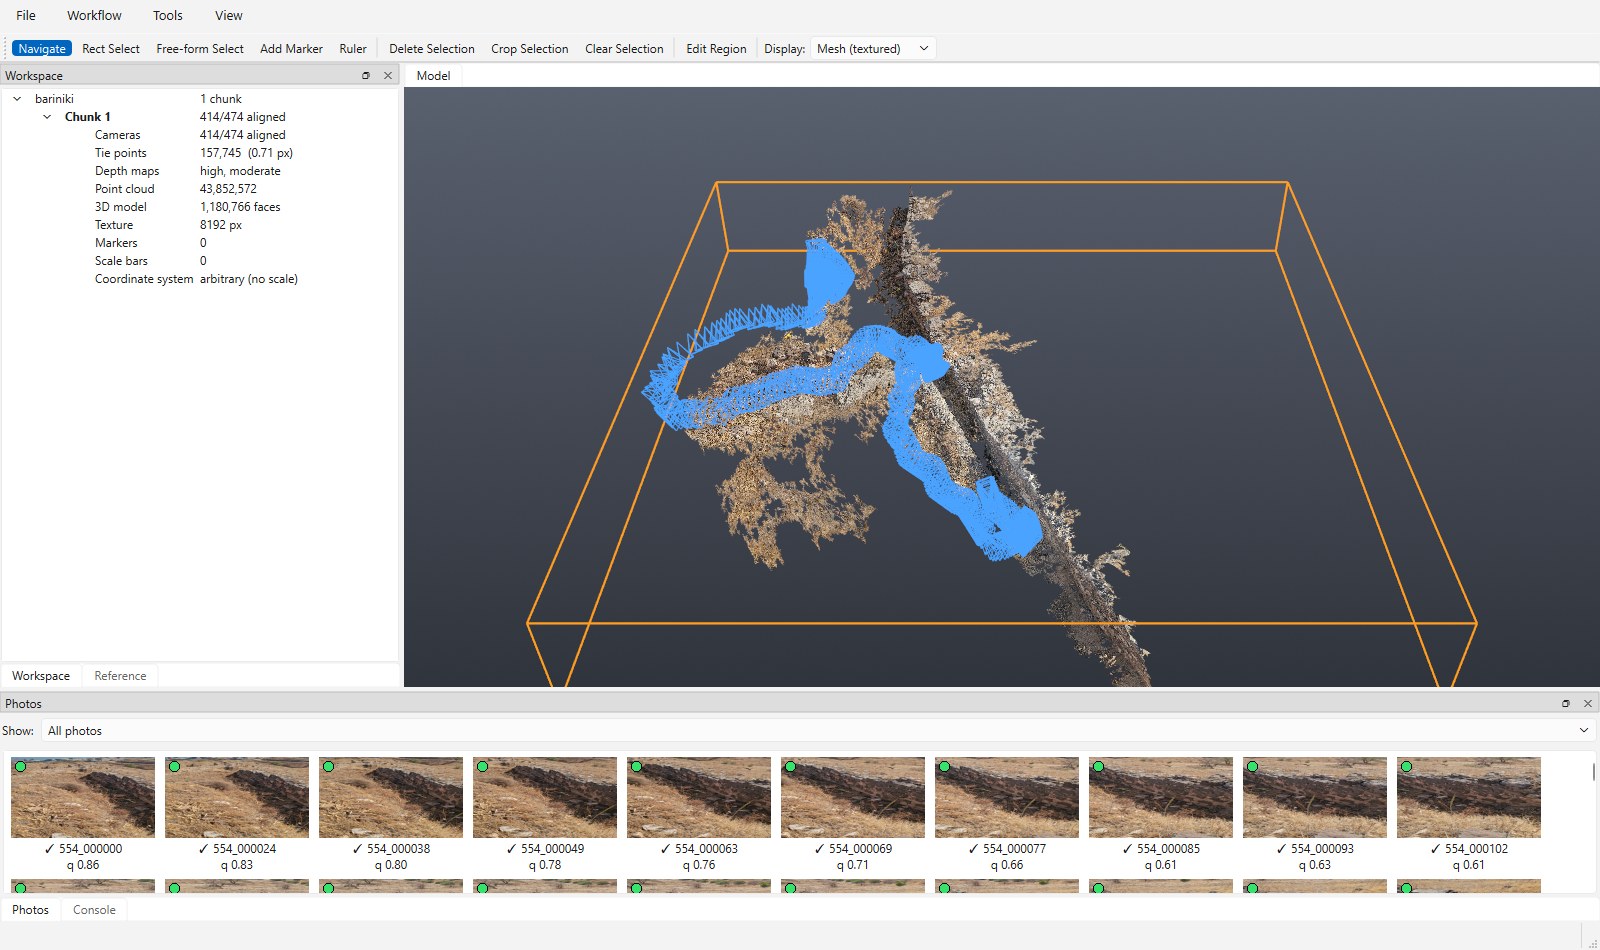 File Workflow Tools View
Navigate Rect Select Free-form Select Add Marker Ruler Delete Selection Crop Selection Clear Selection Edit Region Display: Mesh (textured)
Workspace
Model
bariniki 1 chunk
Chunk 1 414/474 aligned
Cameras 414/474 aligned
Tie points 157,745 (0.71 px)
Depth maps high, moderate
Point cloud 43,852,572
3D model 1,180,766 faces
Texture 8192 px
Markers 0
Scale bars 0
Coordinate system arbitrary (no scale)
Workspace Reference
Photos
Show: All photos
✓ 554_000000 ✓ 554_000024 ✓ 554_000038 ✓ 554_000049 ✓ 554_000063 ✓ 554_000069 ✓ 554_000077 ✓ 554_000085 ✓ 554_000093 ✓ 554_000102
q 0.86 q 0.83 q 0.80 q 0.78 q 0.76 q 0.71 q 0.66 q 0.61 q 0.63 q 0.61
Photos Console